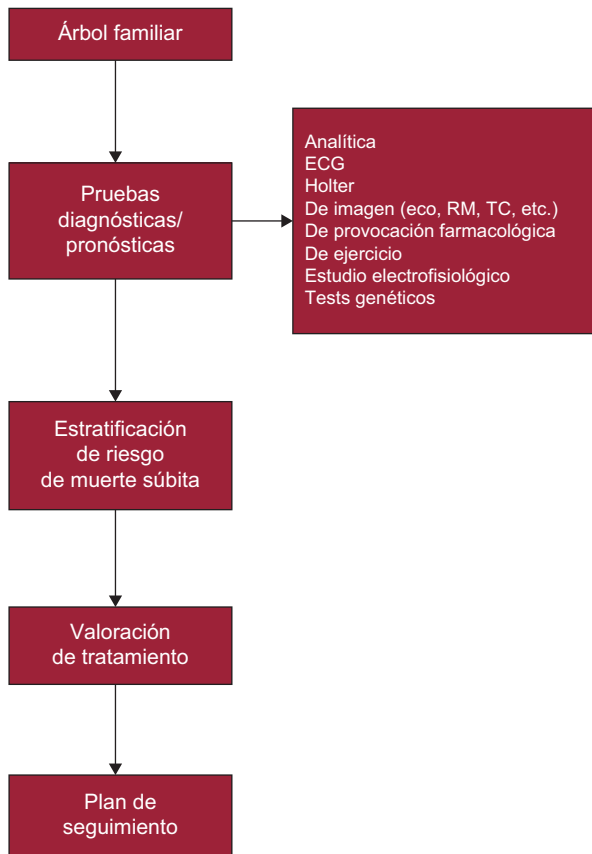 Árbol familiar
Pruebas
diagnósticas/
pronósticas
Analítica
ECG
Holter
De imagen (eco, RM, TC, etc.)
De provocación farmacológica
De ejercicio
Estudio electrofisiológico
Tests genéticos
Estratificación
de riesgo
de muerte súbita
Valoración
de tratamiento
Plan de
seguimiento